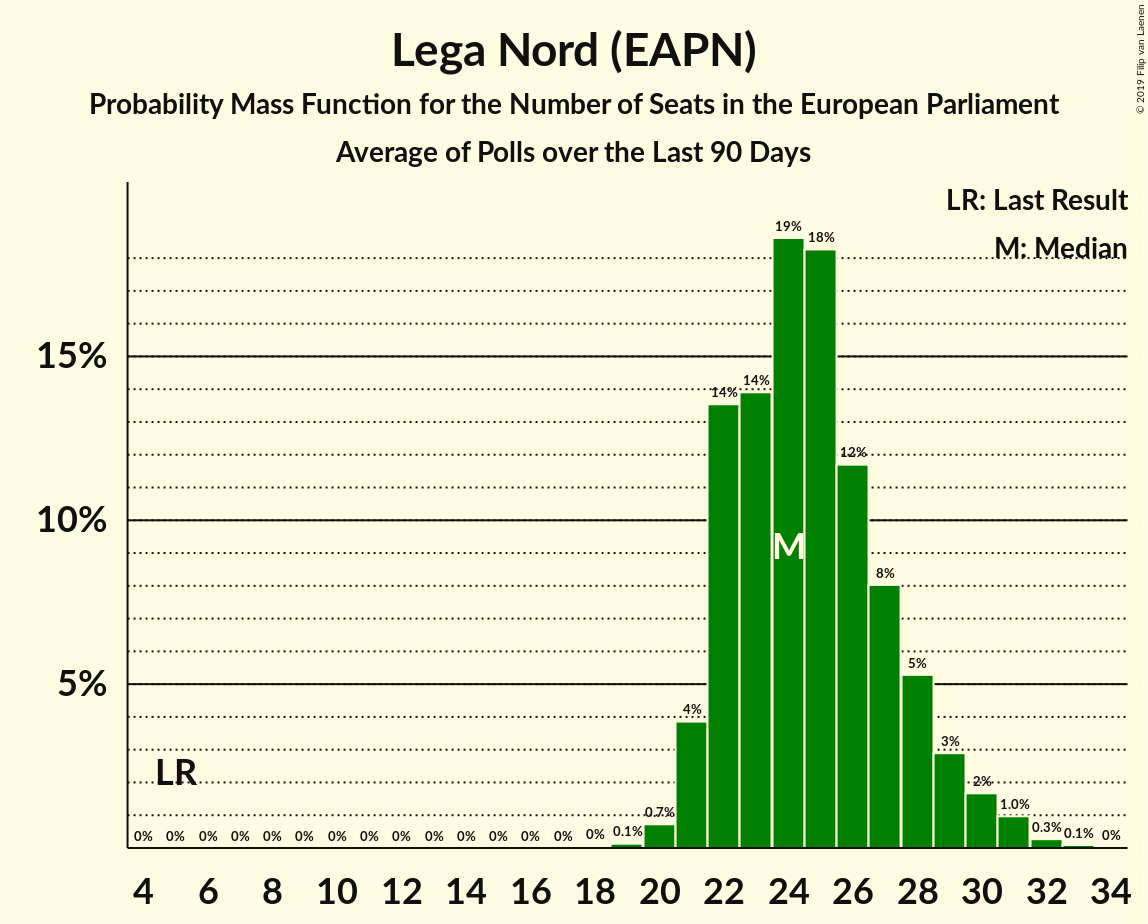 Lega Nord (EAPN)
Probability Mass Function for the Number of Seats in the European Parliament
Average of Polls over the Last 90 Days
© 2019 Filip van Laenen
LR: Last Result
M: Median
15%
10%
5%
LR
M
0% 0% 0% 0% 0% 0% 0% 0% 0% 0% 0% 0% 0% 0% 0% 0.1% 0.7% 4% 14% 14% 19% 18% 12% 8% 5% 3% 2% 1.0% 0.3% 0.1% 0%
4 6 8 10 12 14 16 18 20 22 24 26 28 30 32 34